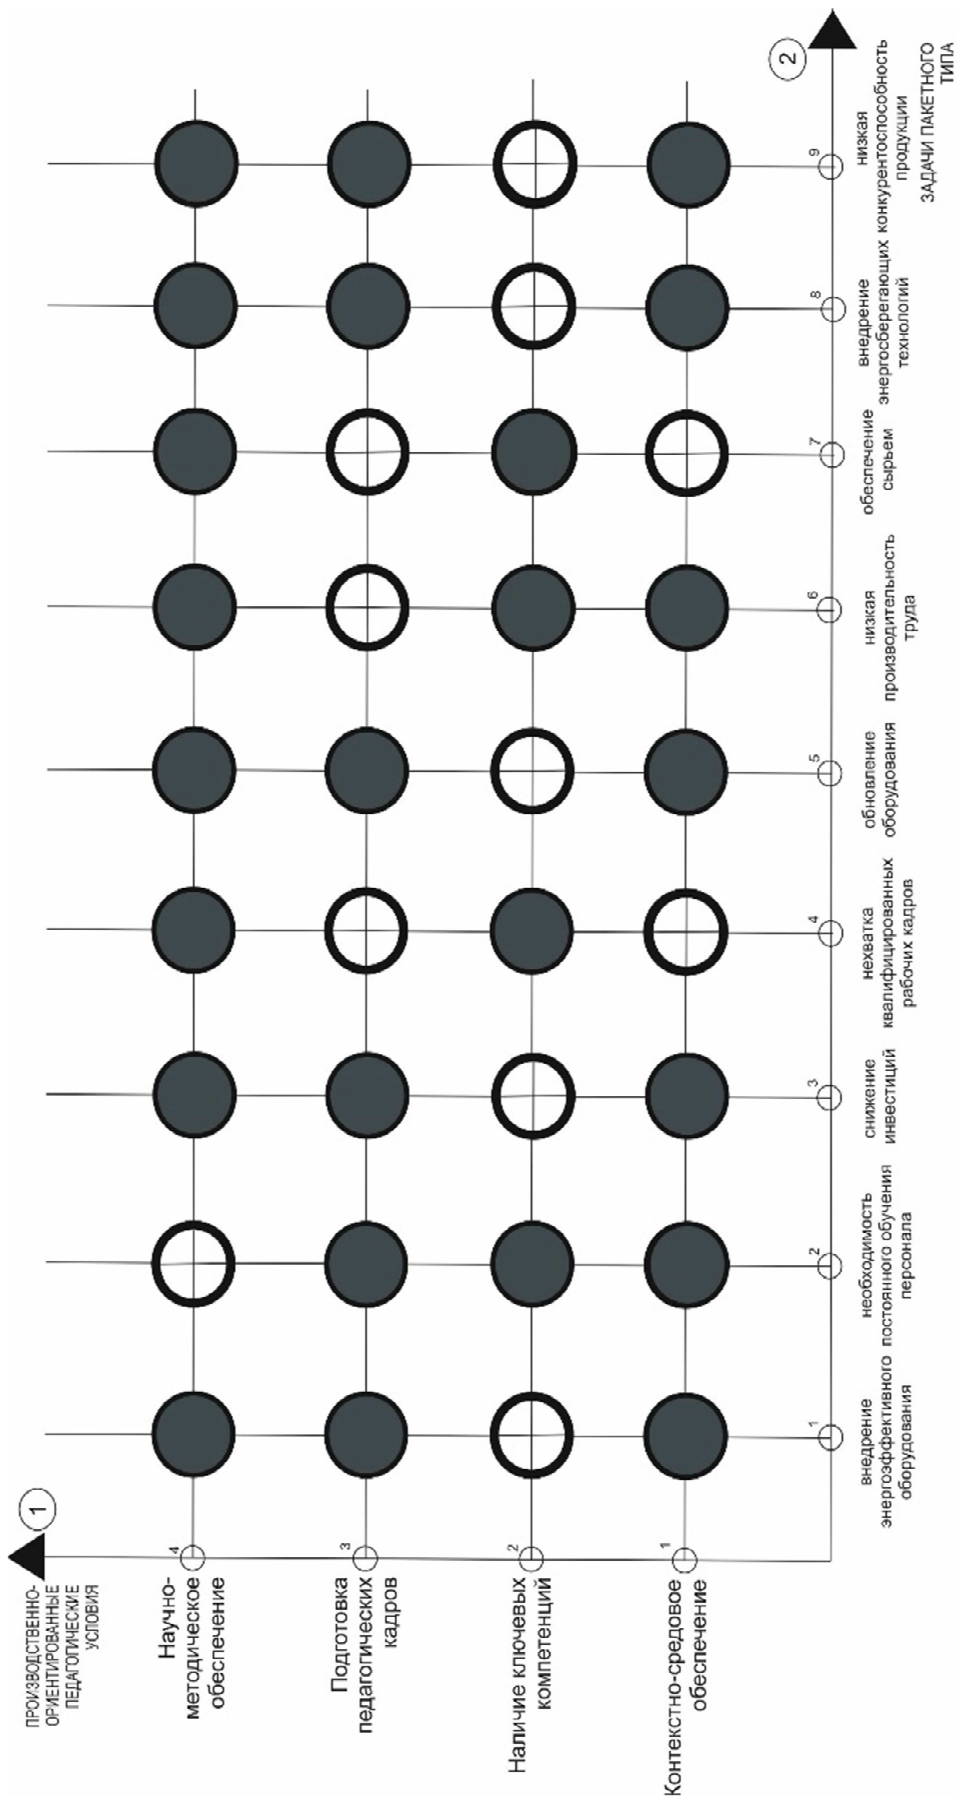 ПРОИЗВОДСТВЕННО-
ОРИЕНТИРОВАННЫЕ
ПЕДАГОГИЧЕСКИЕ
УСЛОВИЯ
1
Научно-
методическое
обеспечение
4
Подготовка
педагогических
кадров
3
Наличие ключевых
компетенций
2
Контекстно-средовое
обеспечение
1
1
внедрение
энергоэффективного
оборудования
2
необходимость
постоянного обучения
персонала
3
снижение
инвестиций
4
нехватка
квалифицированных
рабочих кадров
5
обновление
оборудования
6
низкая
производительность
труда
7
обеспечение
сырьем
8
внедрение
энергосберегающих
технологий
9
низкая
конкурентоспособность
продукции
2
ЗАДАЧИ ПАКЕТНОГО
ТИПА